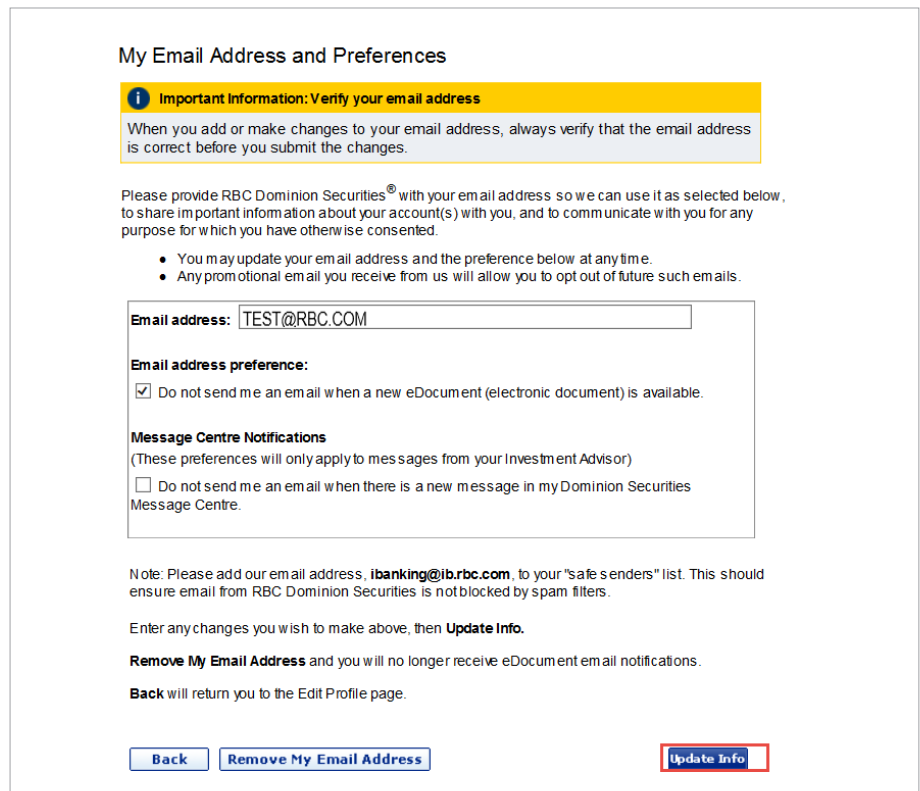 My Email Address and Preferences
i Important Information: Verify your email address
When you add or make changes to your email address, always verify that the email address
is correct before you submit the changes.
Please provide RBC Dominion Securities® with your email address so we can use it as selected below,
to share important information about your account(s) with you, and to communicate with you for any
purpose for which you have otherwise consented.
• You may update your email address and the preference below at any time.
• Any promotional email you receive from us will allow you to opt out of future such emails.
Email address: TEST@RBC.COM
Email address preference:
Do not send me an email when a new eDocument (electronic document) is available.
Message Centre Notifications
(These preferences will only apply to messages from your Investment Advisor)
Do not send me an email when there is a new message in my Dominion Securities
Message Centre.
Note: Please add our email address, ibanking@ib.rbc.com, to your "safe senders" list. This should
ensure email from RBC Dominion Securities is not blocked by spam filters.
Enter any changes you wish to make above, then Update Info.
Remove My Email Address and you will no longer receive eDocument email notifications.
Back will return you to the Edit Profile page.
Back Remove My Email Address Update Info